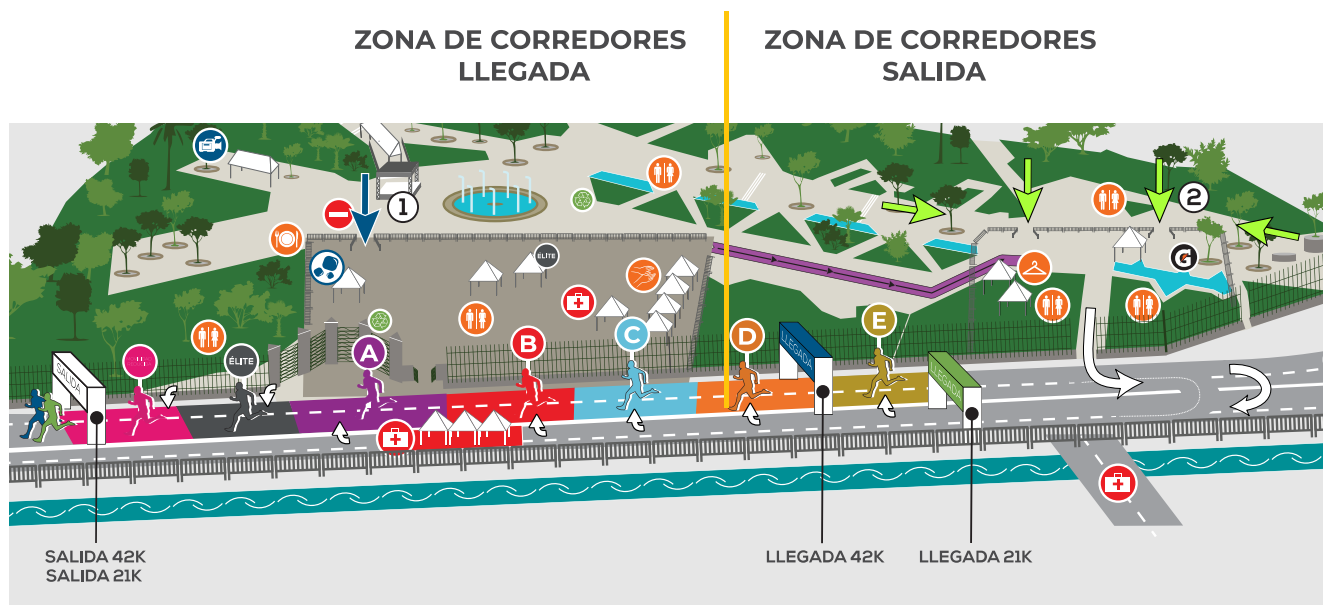 ZONA DE CORREDORES
LLEGADA
ZONA DE CORREDORES
SALIDA
1
2
ÉLITE
G
SALIDA
ÉLITE
A
B
C
D
LLEGADA
E
LLEGADA
SALIDA 42K
SALIDA 21K
LLEGADA 42K
LLEGADA 21K